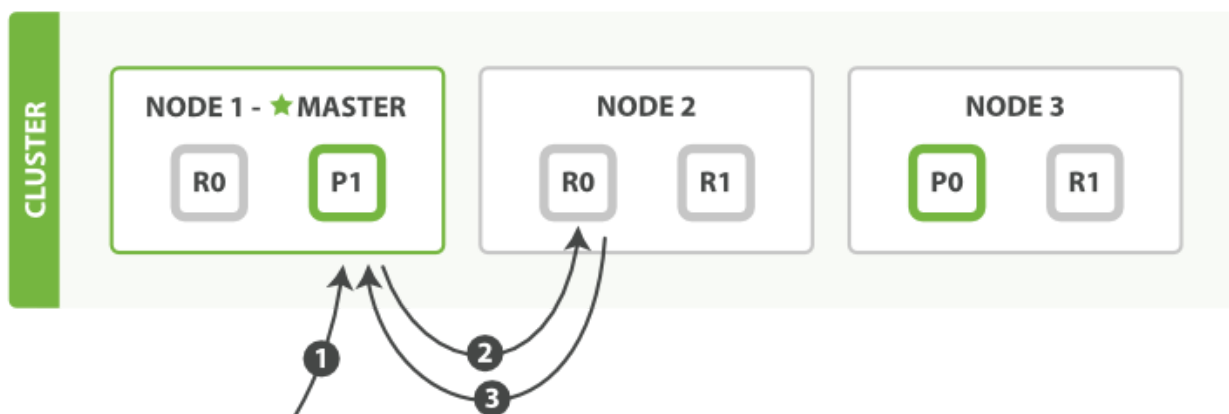 CLUSTER
NODE 1 - ★ MASTER
R0 P1
NODE 2
R0 R1
NODE 3
P0 R1
1
2
3